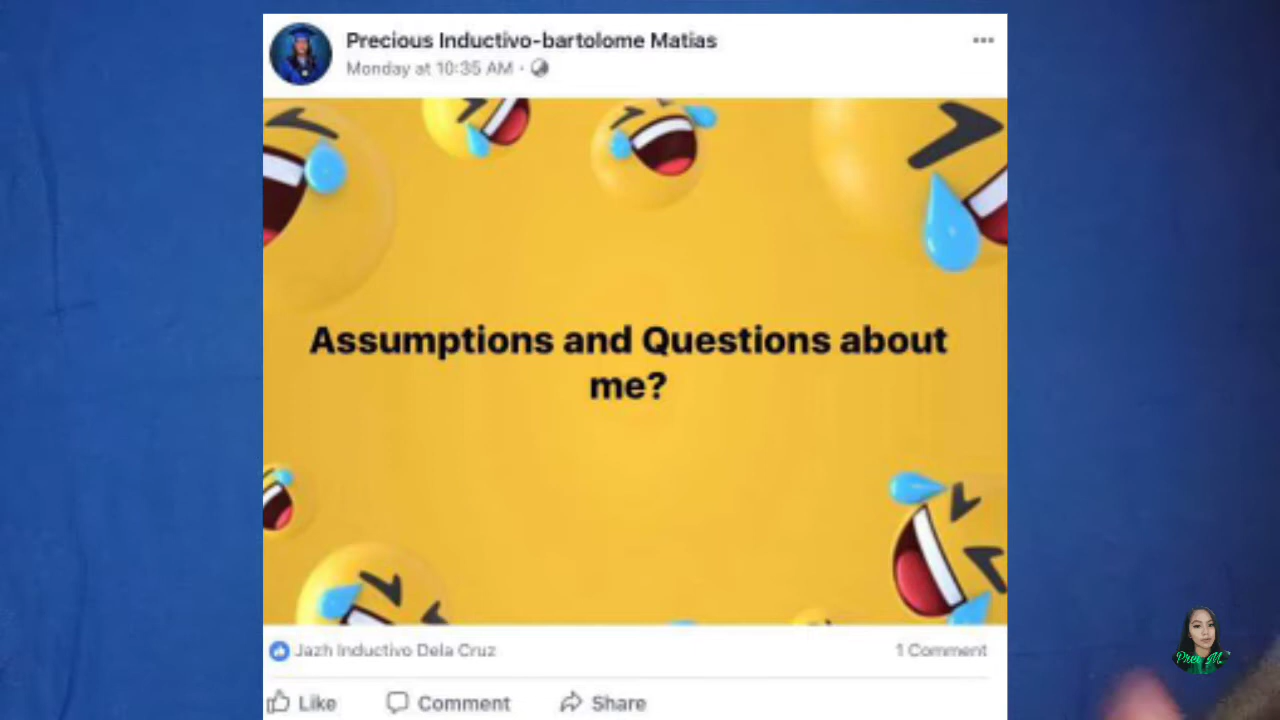 Precious Inductivo-bartolome Matias
Monday at 10:35 AM ·
Assumptions and Questions about
me?
Jazh Inductivo Dela Cruz
1 Comment
Like
Comment
Share